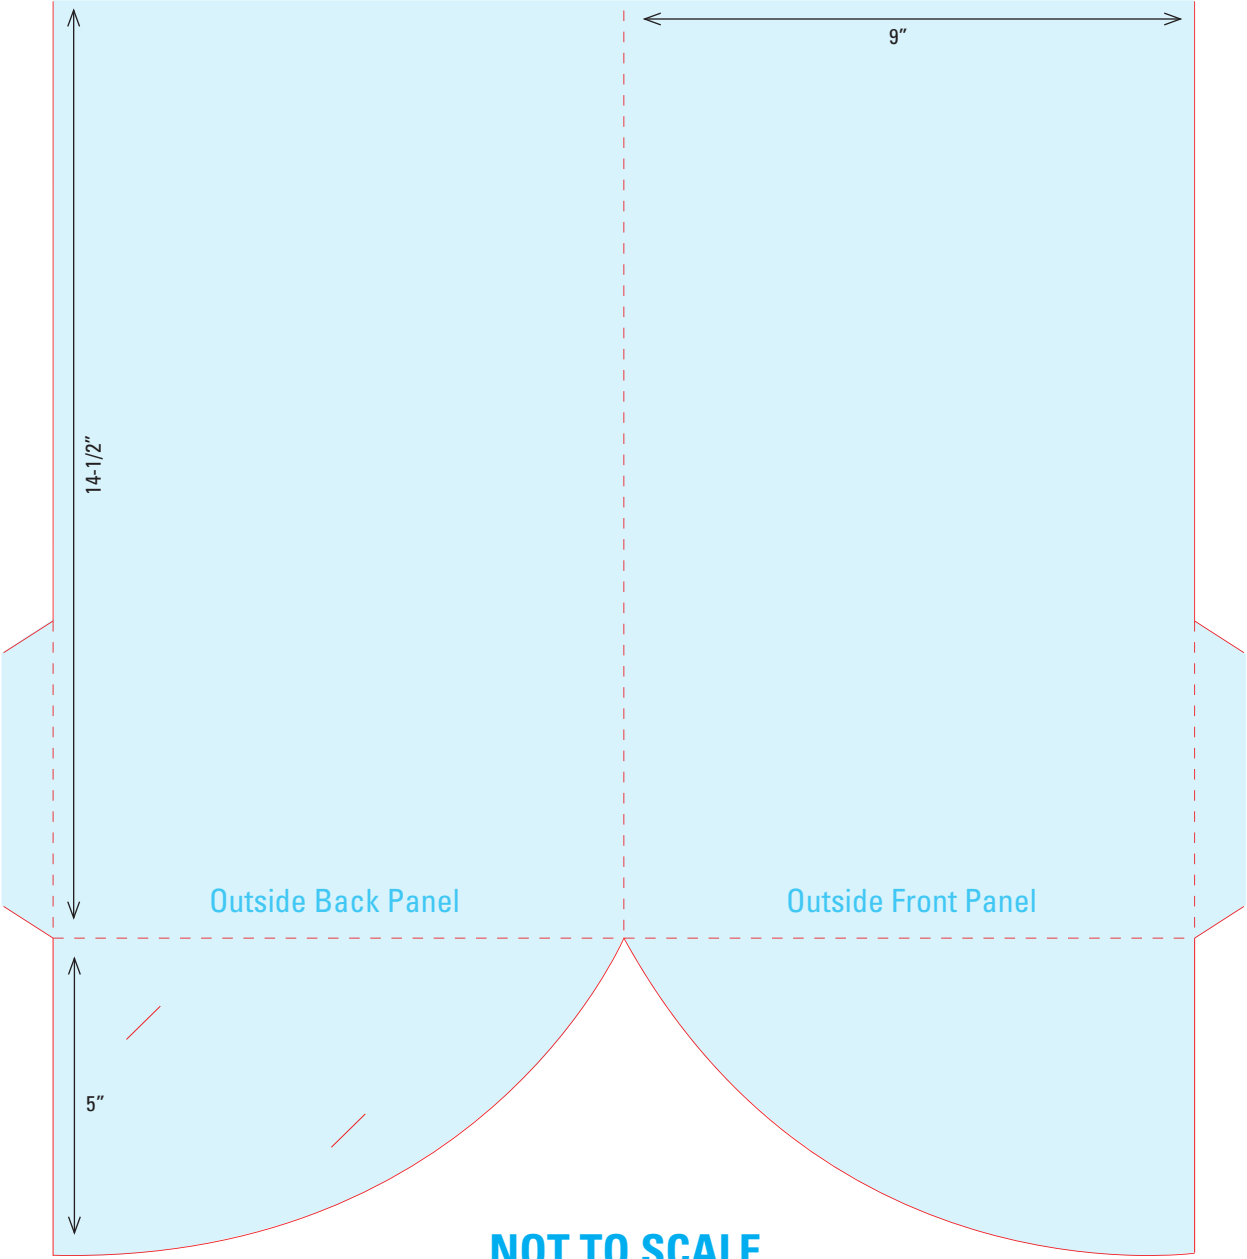 9″
14-1/2″
Outside Back Panel
Outside Front Panel
5″
NOT TO SCALE